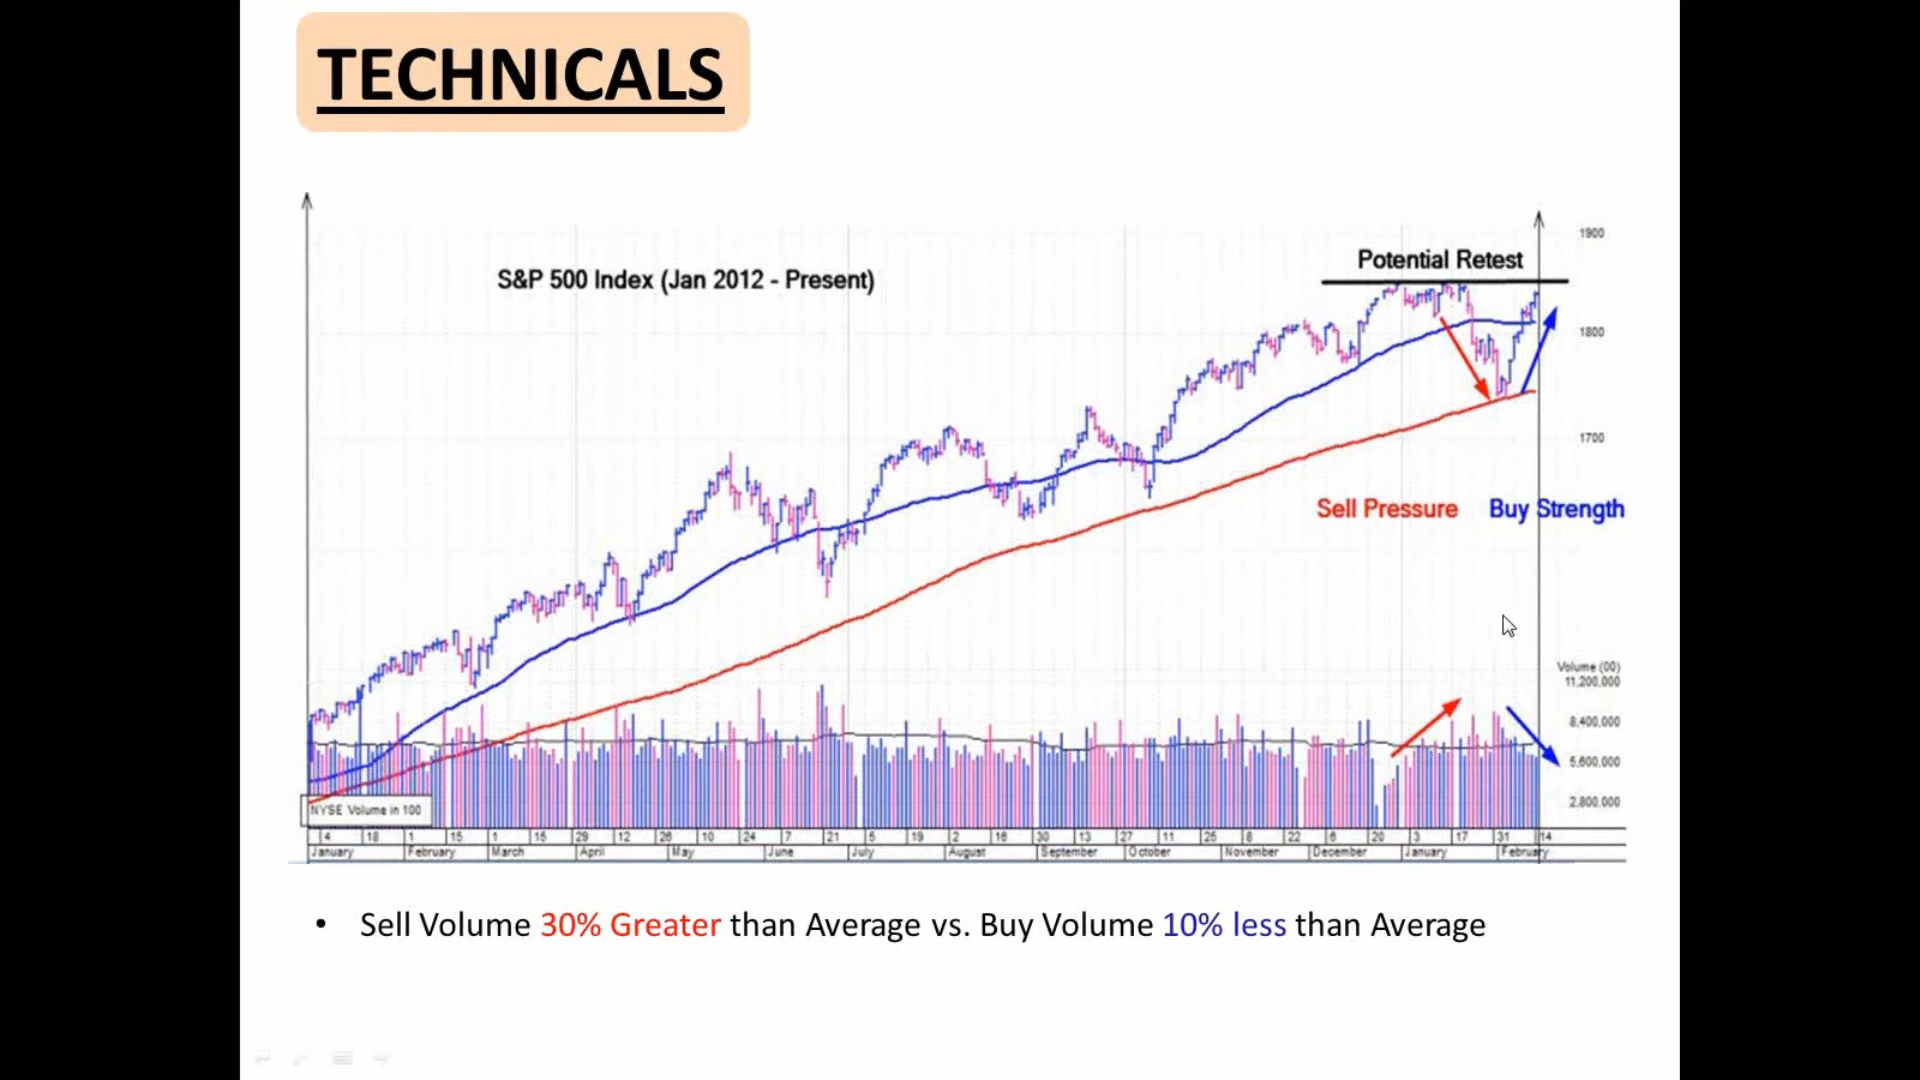 TECHNICALS
S&P 500 Index (Jan 2012 - Present)
Potential Retest
1900
1800
1700
Sell Pressure Buy Strength
Volume (00)
11,200,000
8,400,000
5,600,000
2,800,000
NYSE Volume in 100
4 18 1 15 1 15 29 12 26 10 24 7 21 5 19 2 16 30 13 27 11 25 8 22 6 20 3 17 31 14
January February March April May June July August September October November December January February
• Sell Volume 30% Greater than Average vs. Buy Volume 10% less than Average